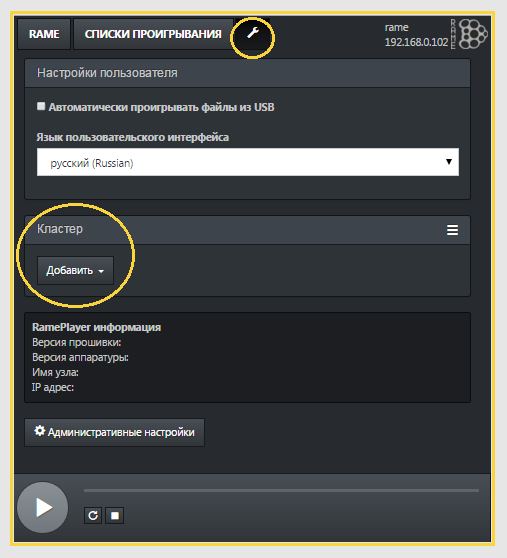 RAME
СПИСКИ ПРОИГРЫВАНИЯ
rame
192.168.0.102
RAME
Настройки пользователя
Автоматически проигрывать файлы из USB
Язык пользовательского интерфейса
русский (Russian)
Кластер
Добавить
RamePlayer информация
Версия прошивки:
Версия аппаратуры:
Имя узла:
IP адрес:
Административные настройки